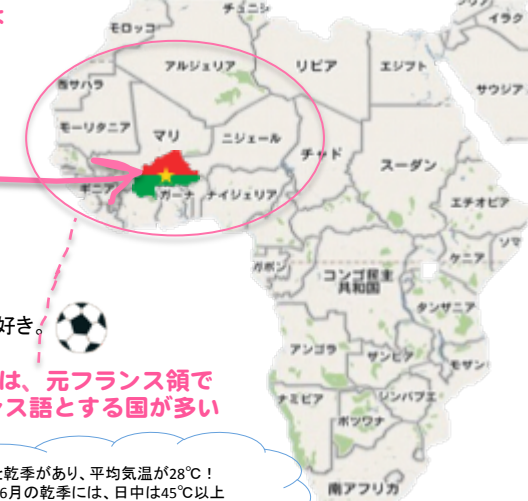 チュニジ
モロッコ
イラク
アルジェリア
リビア
エジプト
西サハラ
サウジア
モーリタニア
マリ
ニジェール
チャド
スーダン
ギニア
ガーナ
ナイジェリア
エチオピア
ソマ
ガボン
ケニア
コンゴ民主
共和国
タンザニア
好き。
アンゴラ
ザンビア
モザン
は、元フランス領で
ンス語とする国が多い
ナミビア
ジンバブエ
ボツワナ
乾季があり、平均気温が28℃！
6月の乾季には、日中は45℃以上
南アフリカ